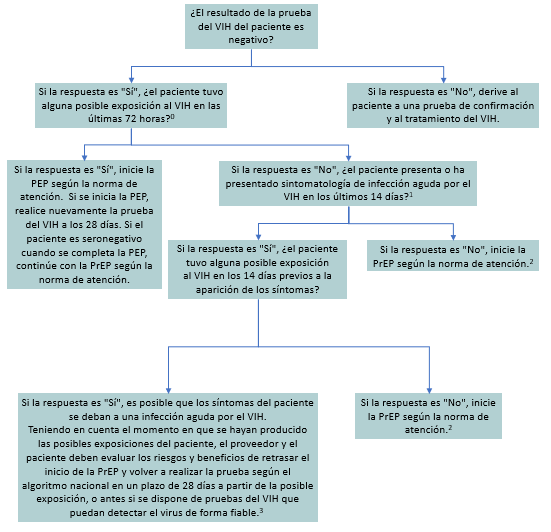 ¿El resultado de la prueba
del VIH del paciente es
negativo?
Si la respuesta es "Sí", ¿el paciente tuvo
alguna posible exposición al VIH en las
últimas 72 horas?⁰
Si la respuesta es "No", derive al
paciente a una prueba de confirmación
y al tratamiento del VIH.
Si la respuesta es "Sí", inicie la
PEP según la norma de
atención. Si se inicia la PEP,
realice nuevamente la prueba
del VIH a los 28 días. Si el
paciente es seronegativo
cuando se completa la PEP,
continúe con la PrEP según la
norma de atención.
Si la respuesta es "No", ¿el paciente presenta o ha
presentado sintomatología de infección aguda por el
VIH en los últimos 14 días?¹
Si la respuesta es "Sí", ¿el paciente
tuvo alguna posible exposición
al VIH en los 14 días previos a la
aparición de los síntomas?
Si la respuesta es "No", inicie la
PrEP según la norma de atención.²
Si la respuesta es "Sí", es posible que los síntomas del paciente
se deban a una infección aguda por el VIH.
Teniendo en cuenta el momento en que se hayan producido
las posibles exposiciones del paciente, el proveedor y el
paciente deben evaluar los riesgos y beneficios de retrasar el
inicio de la PrEP y volver a realizar la prueba según el
algoritmo nacional en un plazo de 28 días a partir de la posible
exposición, o antes si se dispone de pruebas del VIH que
puedan detectar el virus de forma fiable.³
Si la respuesta es "No", inicie
la PrEP según la norma de
atención.²